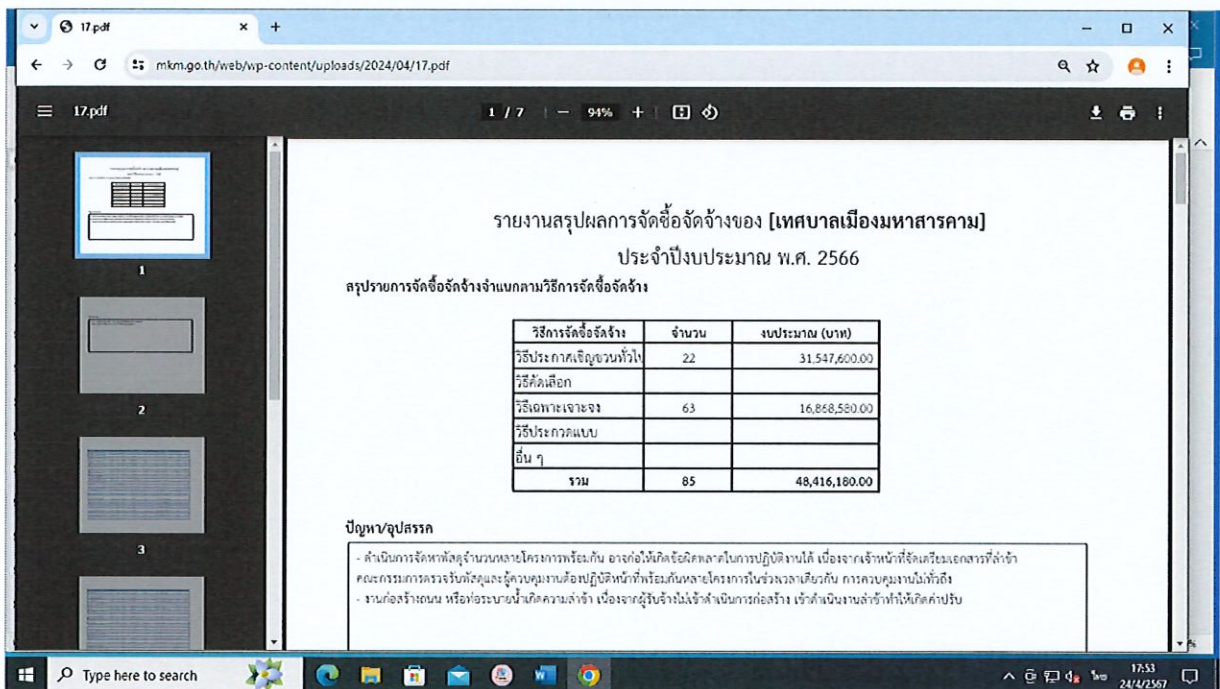 17.pdf
mkm.go.th/web/wp-content/uploads/2024/04/17.pdf
17.pdf
1 / 7
94%
รายงานสรุปผลการจัดซื้อจัดจ้างของ [เทศบาลเมืองมหาสารคาม]
ประจำปีงบประมาณ พ.ศ. 2566
สรุปรายการจัดซื้อจัดจ้างจำแนกตามวิธีการจัดซื้อจัดจ้าง
วิธีการจัดซื้อจัดจ้าง จำนวน งบประมาณ (บาท)
วิธีประกาศเชิญชวนทั่วไป 22 31,547,600.00
วิธีคัดเลือก
วิธีเฉพาะเจาะจง 63 16,868,580.00
วิธีประกวดแบบ
อื่น ๆ
รวม 85 48,416,180.00
ปัญหา/อุปสรรค
- ดำเนินการจัดหาพัสดุจำนวนหลายโครงการพร้อมกัน อาจก่อให้เกิดข้อผิดพลาดในการปฏิบัติงานได้ เนื่องจากเจ้าหน้าที่จัดเตรียมเอกสารที่ล่าช้า
คณะกรรมการตรวจรับพัสดุและผู้ควบคุมงานต้องปฏิบัติหน้าที่พร้อมกันหลายโครงการในช่วงเวลาเดียวกัน การควบคุมงานไม่ทั่วถึง
- งานก่อสร้างถนน หรือท่อระบายน้ำเกิดความล่าช้า เนื่องจากผู้รับจ้างไม่เข้าดำเนินการก่อสร้าง เข้าดำเนินงานล่าช้าทำให้เกิดค่าปรับ
1
2
3
Type here to search
ไทย
17:53
24/4/2567